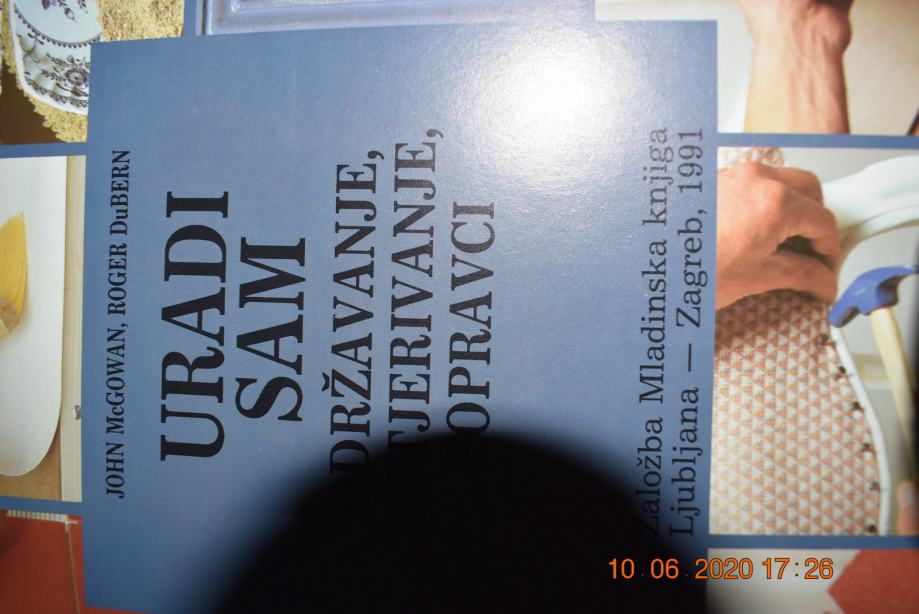 JOHN McGOWAN, ROGER DuBERN
URADI
SAM
ODRŽAVANJE,
DOTJERIVANJE,
POPRAVCI
Založba Mladinska knjiga
Ljubljana — Zagreb, 1991
10.06.2020 17:26